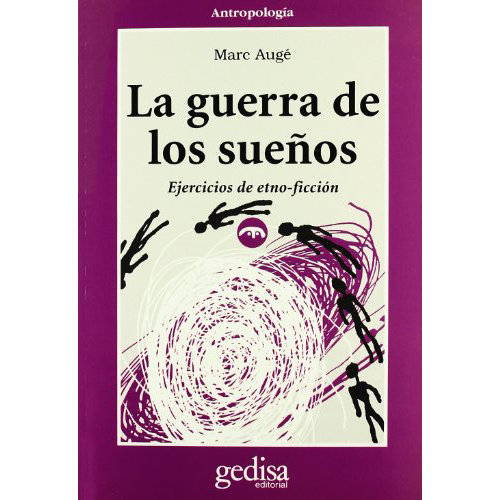 Antropología
Marc Augé
La guerra de
los sueños
Ejercicios de etno-ficción
gedisa
editorial